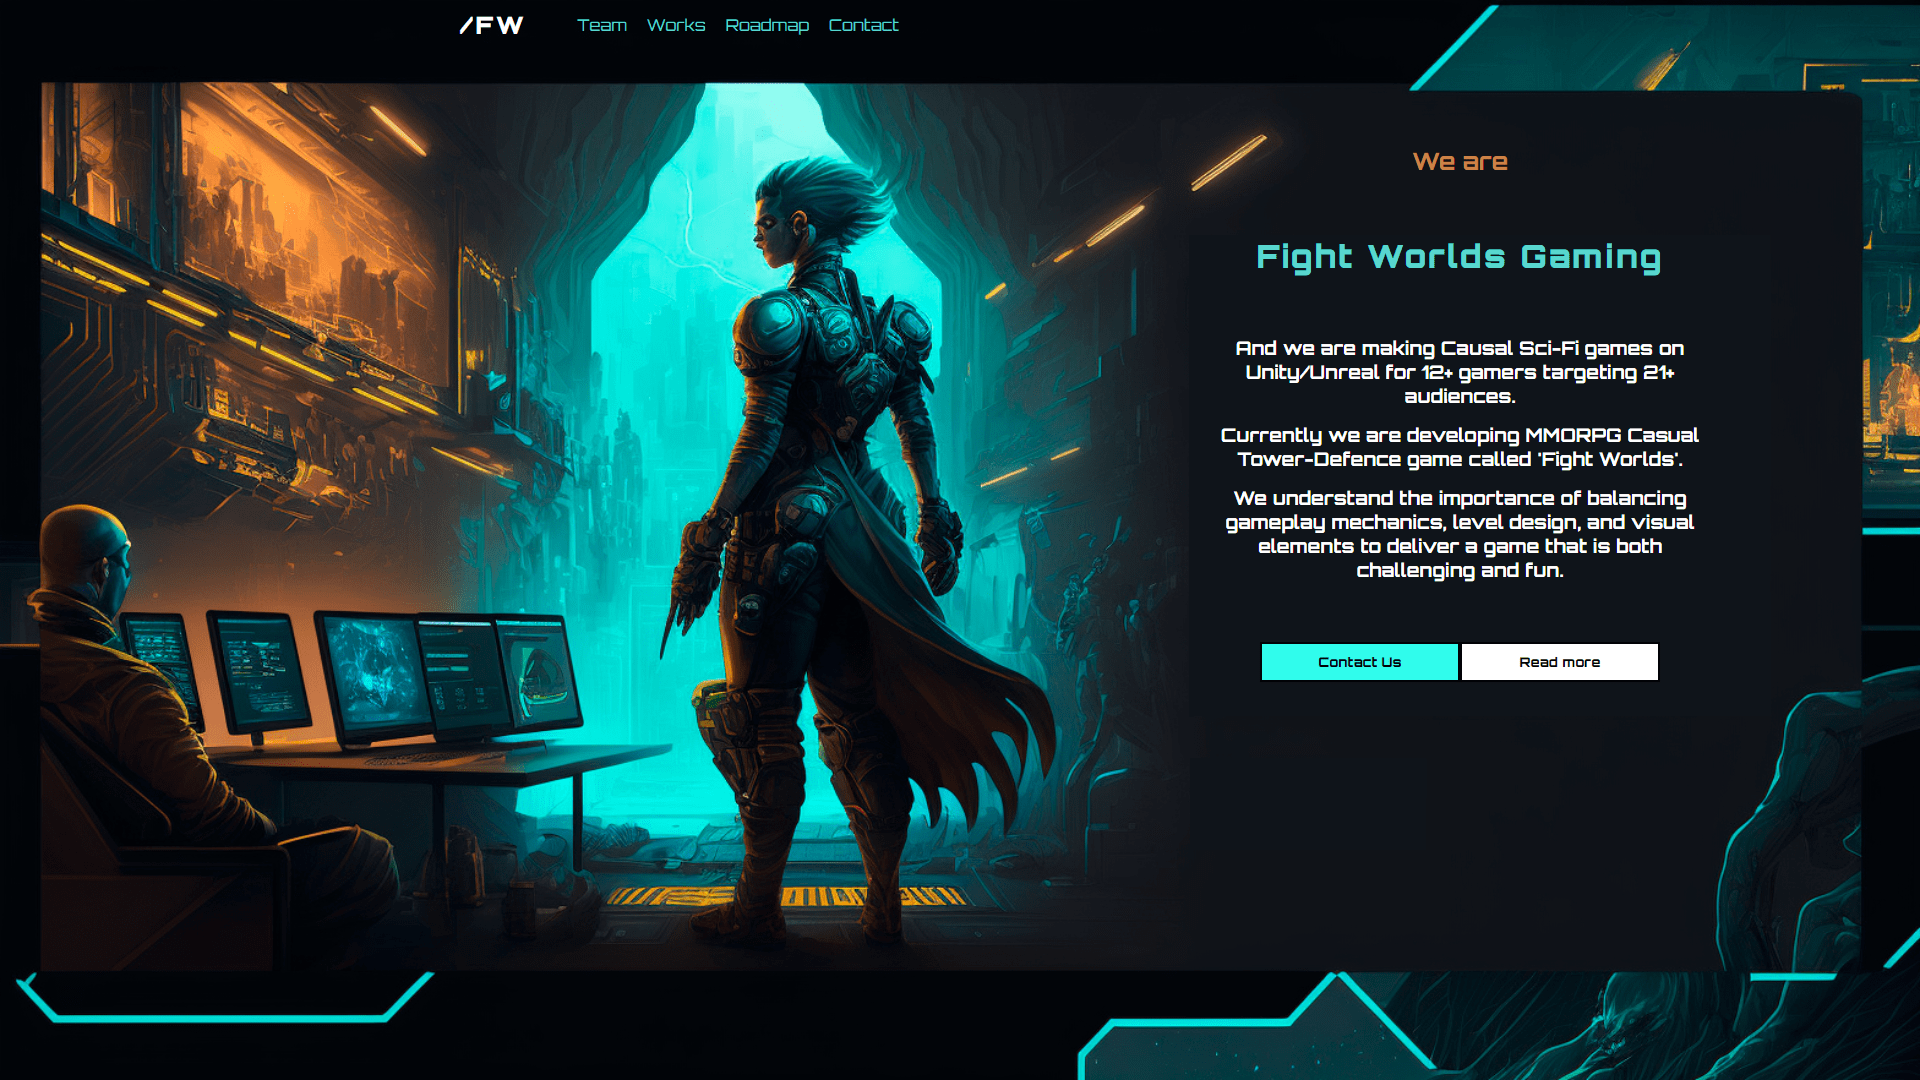 /FW
Team Works Roadmap Contact
We are
Fight Worlds Gaming
And we are making Causal Sci-Fi games on
Unity/Unreal for 12+ gamers targeting 21+
audiences.
Currently we are developing MMORPG Casual
Tower-Defence game called 'Fight Worlds'.
We understand the importance of balancing
gameplay mechanics, level design, and visual
elements to deliver a game that is both
challenging and fun.
Contact Us
Read more